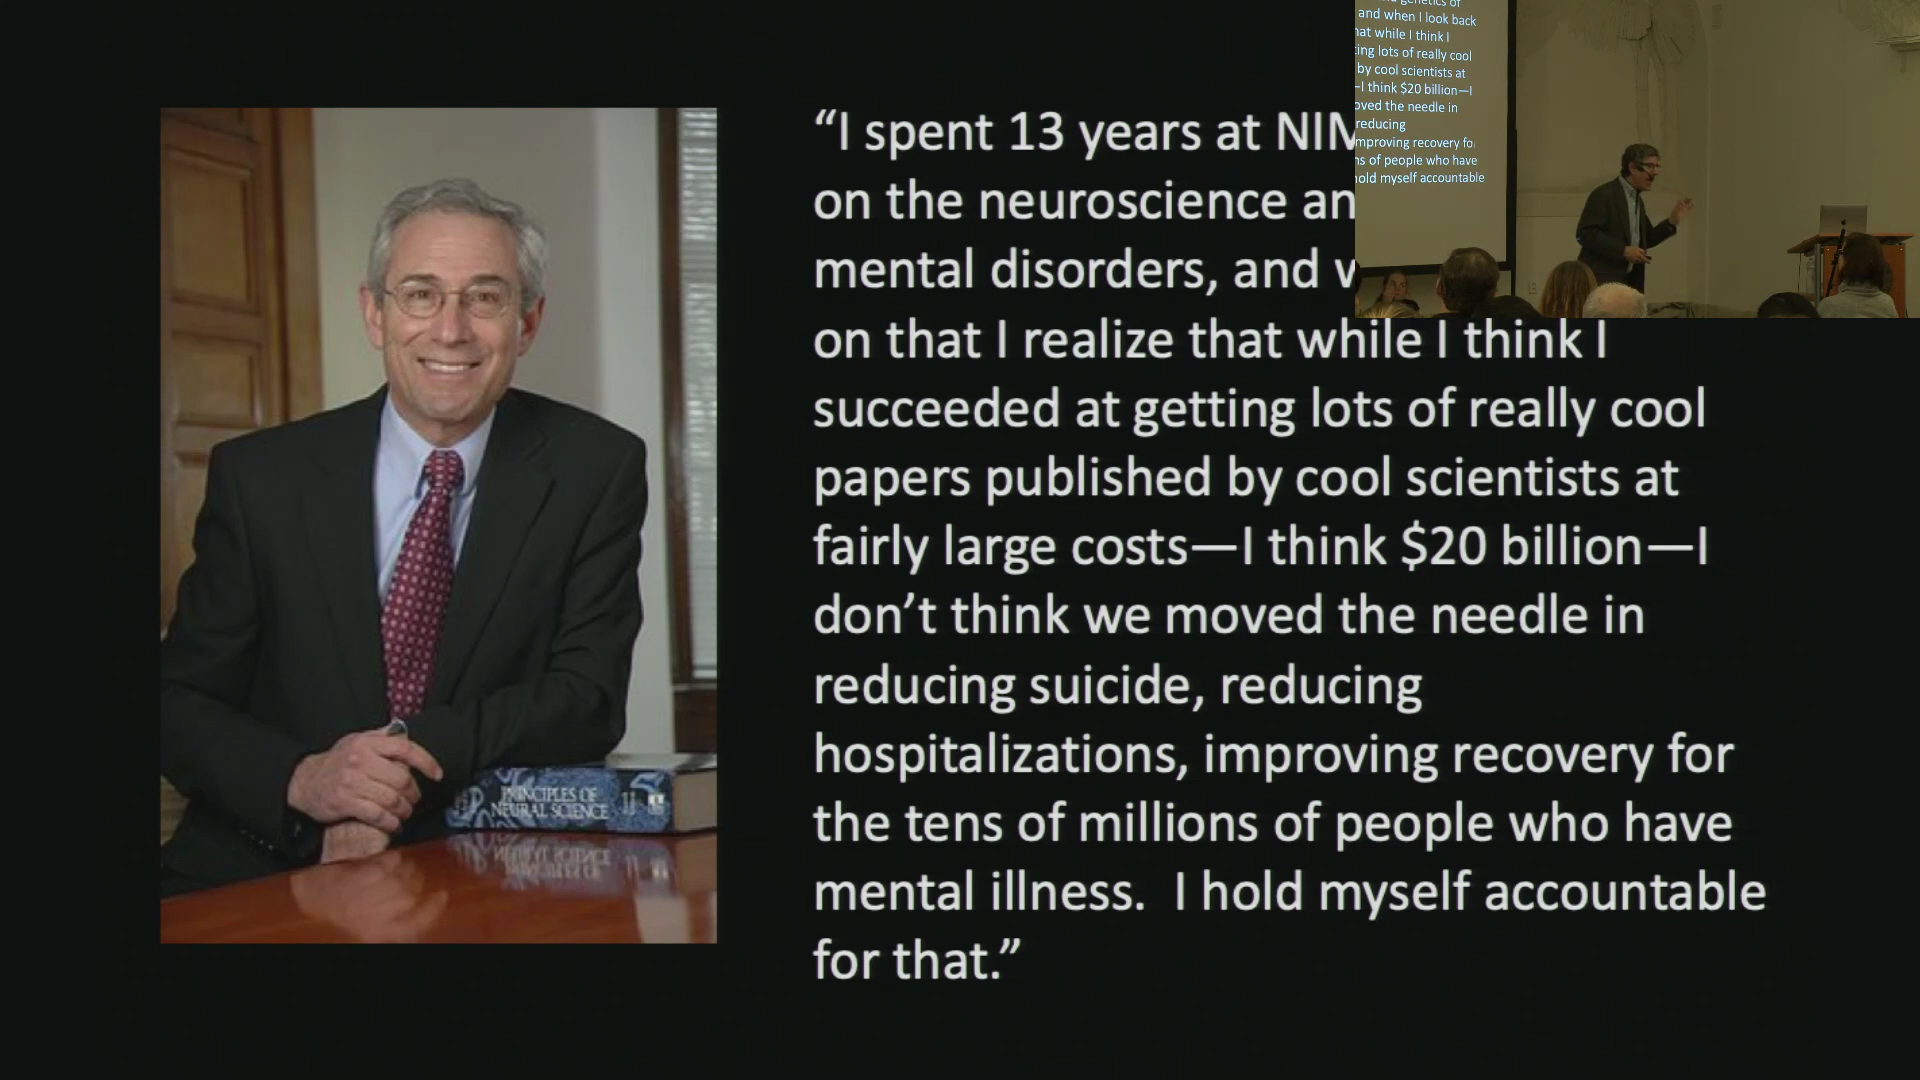 “I spent 13 years at NIM
on the neuroscience an
mental disorders, and w
on that I realize that while I think I
succeeded at getting lots of really cool
papers published by cool scientists at
fairly large costs—I think $20 billion—I
don’t think we moved the needle in
reducing suicide, reducing
hospitalizations, improving recovery for
the tens of millions of people who have
mental illness.  I hold myself accountable
for that.”
PRINCIPLES OF
NEURAL SCIENCE
genetics of
and when I look back
hat while I think I
ting lots of really cool
by cool scientists at
—I think $20 billion—I
oved the needle in
reducing
mproving recovery for
ns of people who have
hold myself accountable